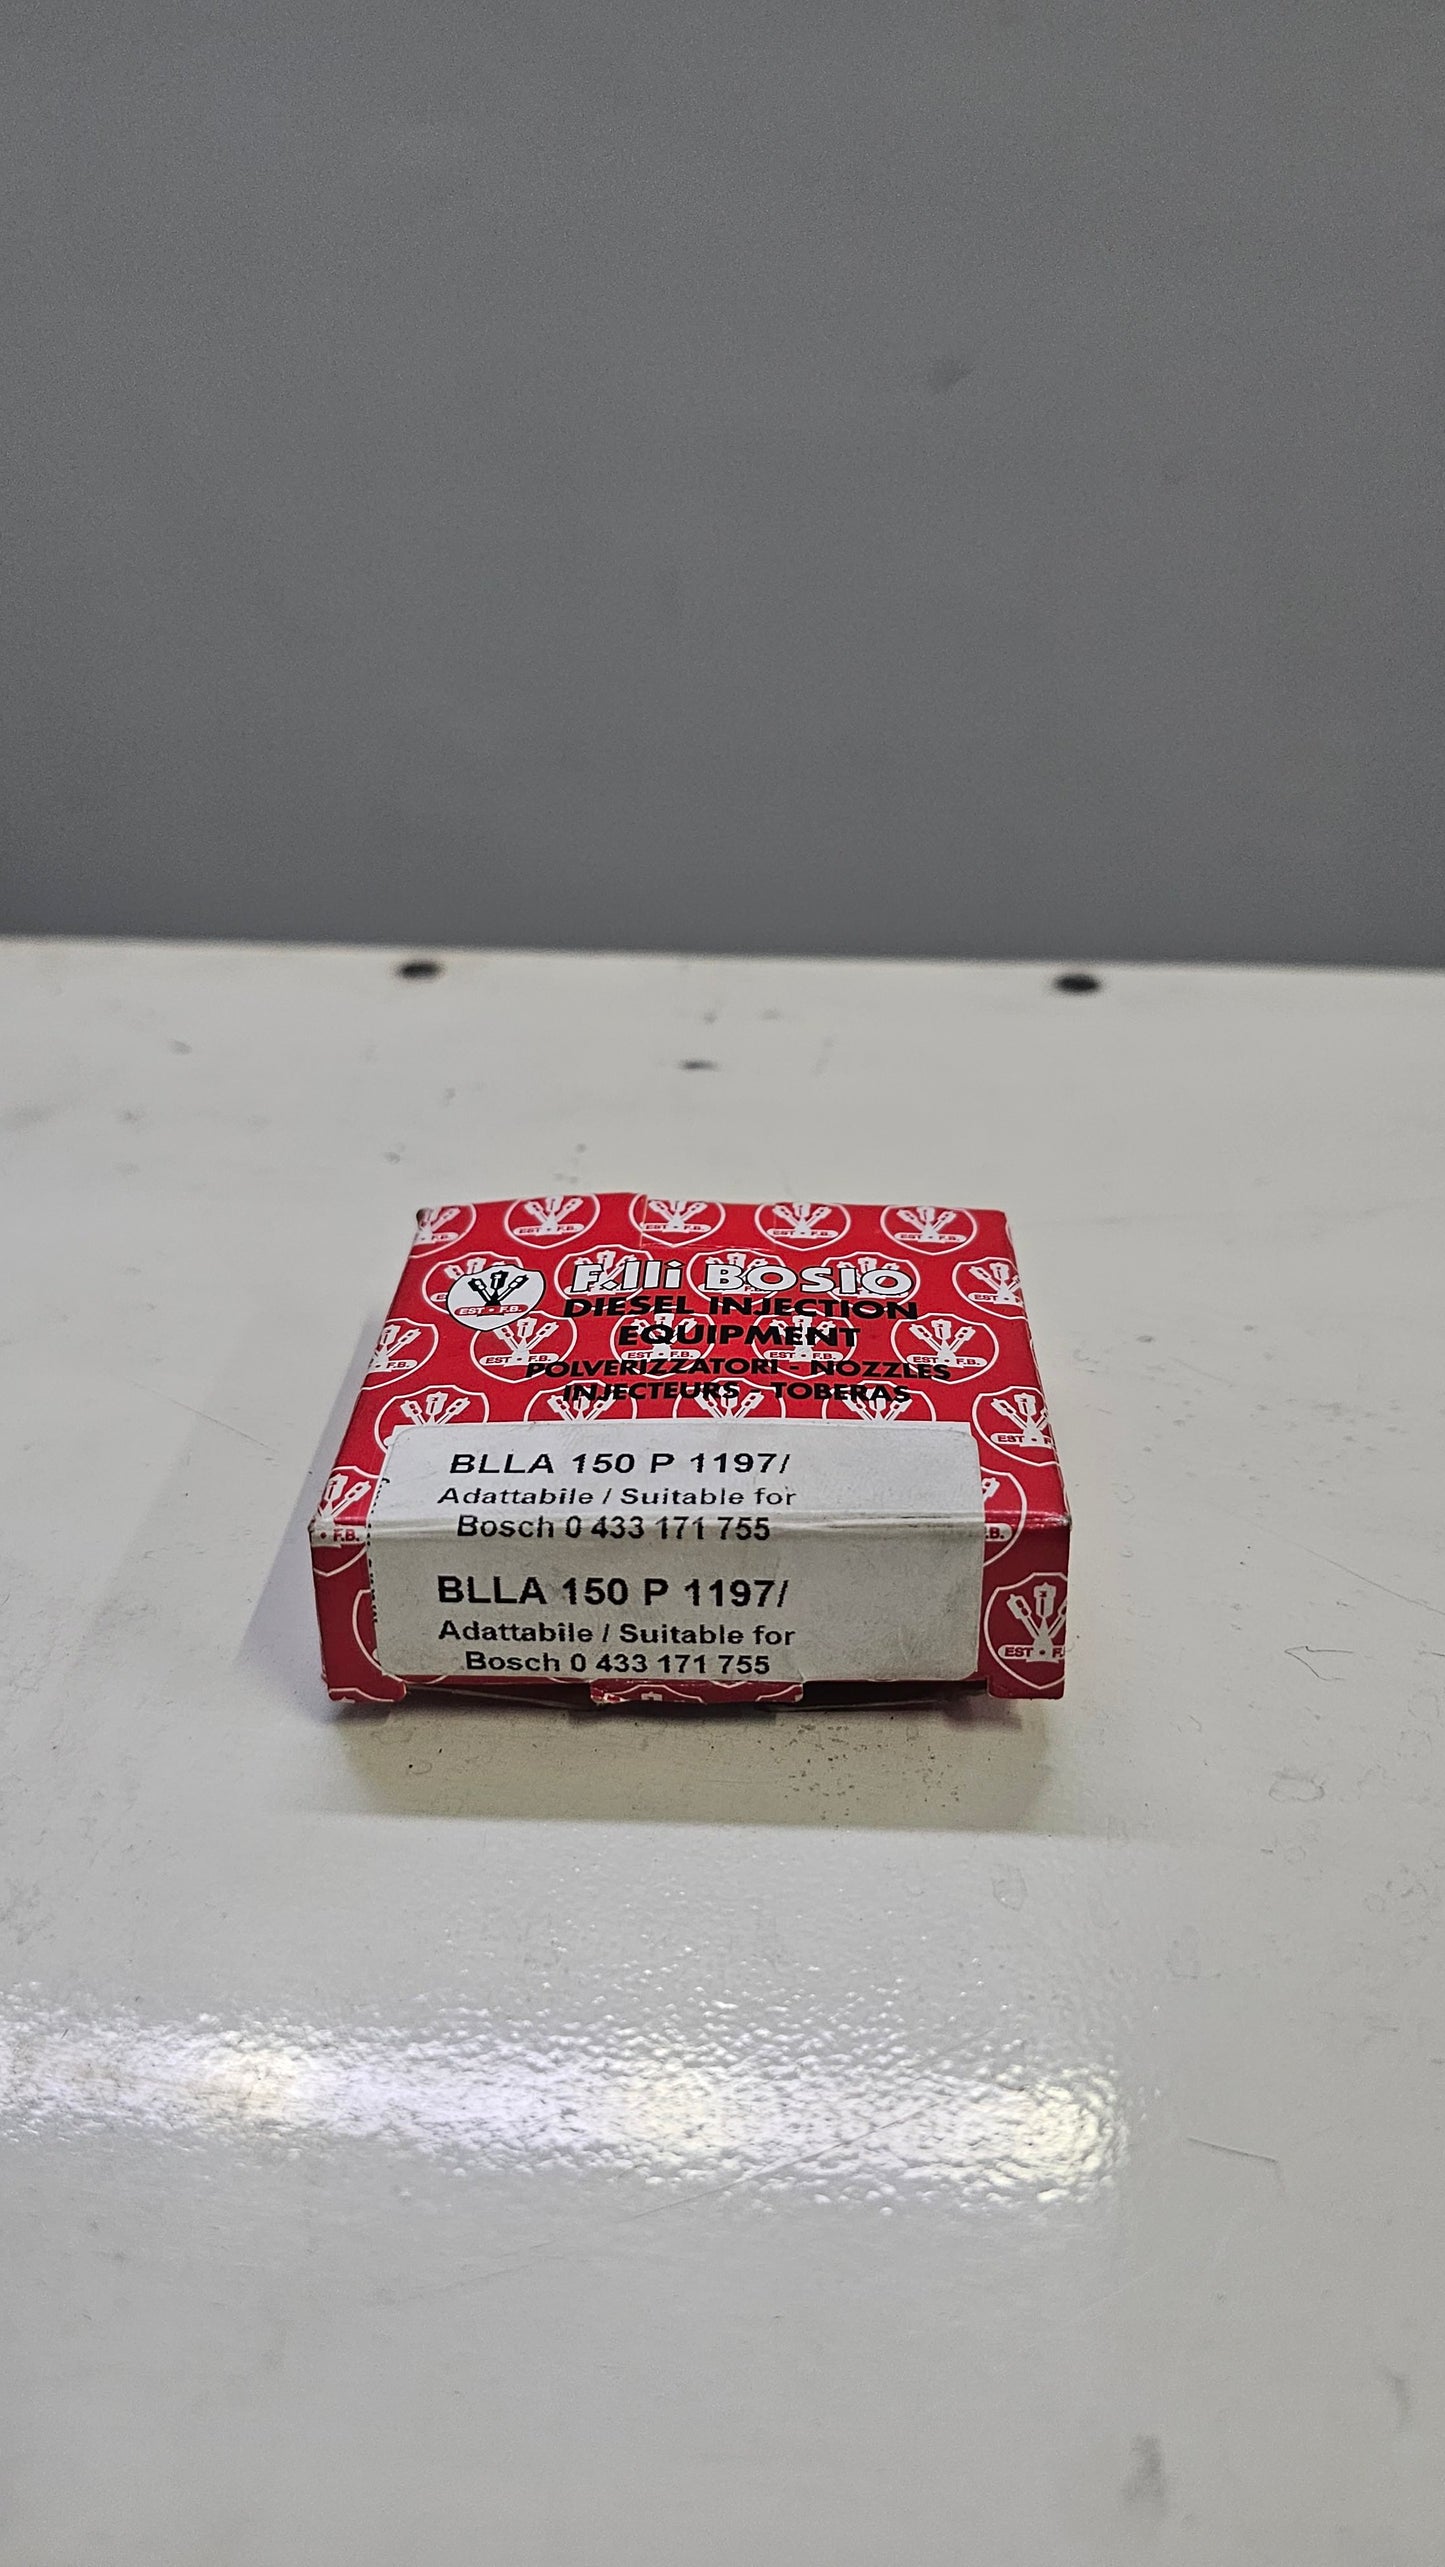 F.lli BOSIO
EST • F.B.
DIESEL INJECTION
EQUIPMENT
POLVERIZZATORI - NOZZLES
INJECTEURS - TOBERAS
BLLA 150 P 1197/
Adattabile / Suitable for
Bosch 0 433 171 755
BLLA 150 P 1197/
Adattabile / Suitable for
Bosch 0 433 171 755